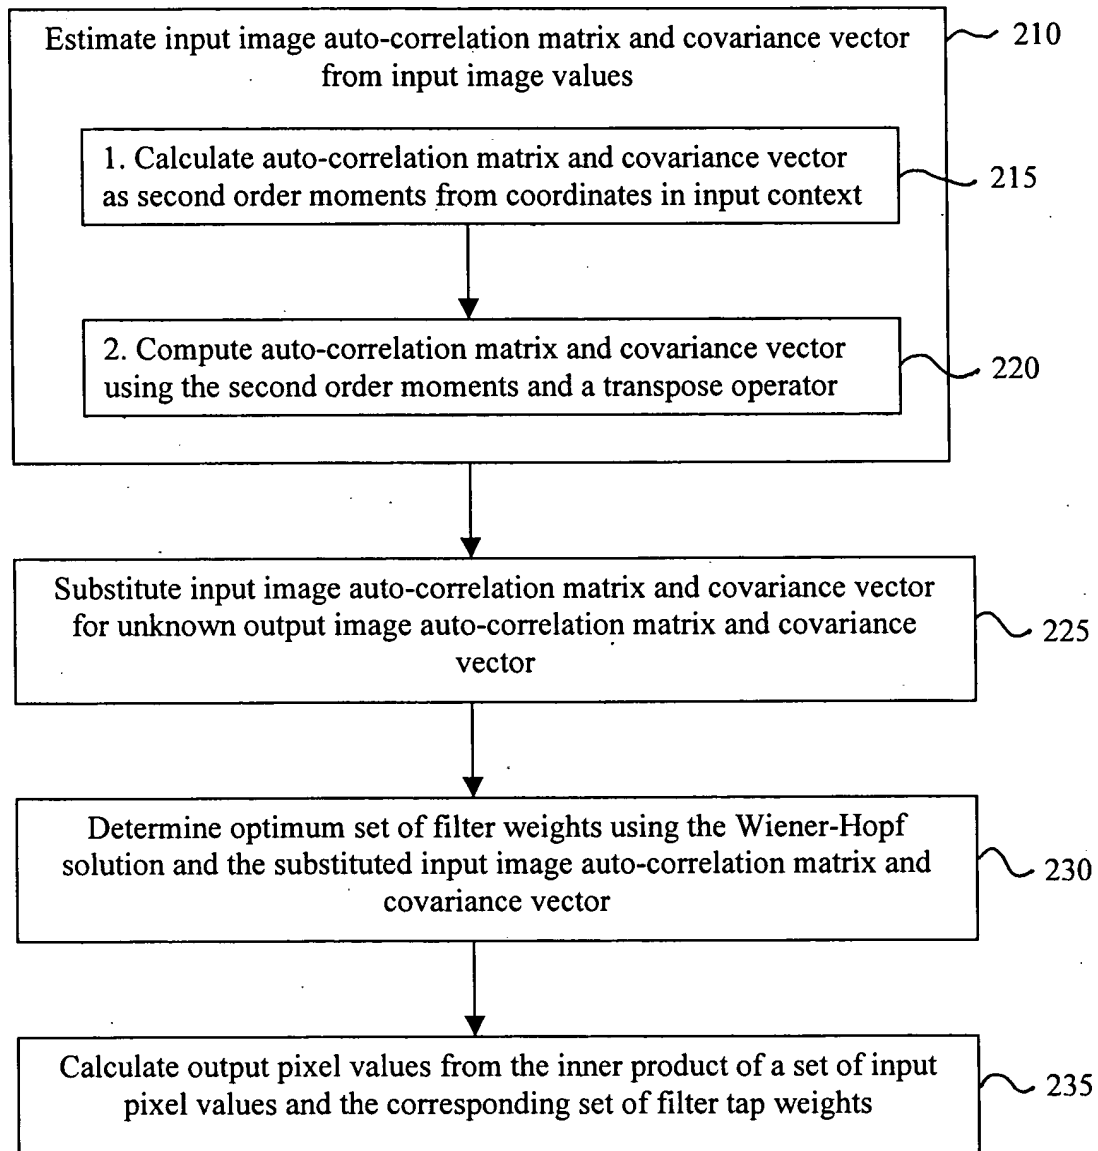 Estimate input image auto-correlation matrix and covariance vector
from input image values
210
1. Calculate auto-correlation matrix and covariance vector
as second order moments from coordinates in input context
215
2. Compute auto-correlation matrix and covariance vector
using the second order moments and a transpose operator
220
Substitute input image auto-correlation matrix and covariance vector
for unknown output image auto-correlation matrix and covariance
vector
225
Determine optimum set of filter weights using the Wiener-Hopf
solution and the substituted input image auto-correlation matrix and
covariance vector
230
Calculate output pixel values from the inner product of a set of input
pixel values and the corresponding set of filter tap weights
235